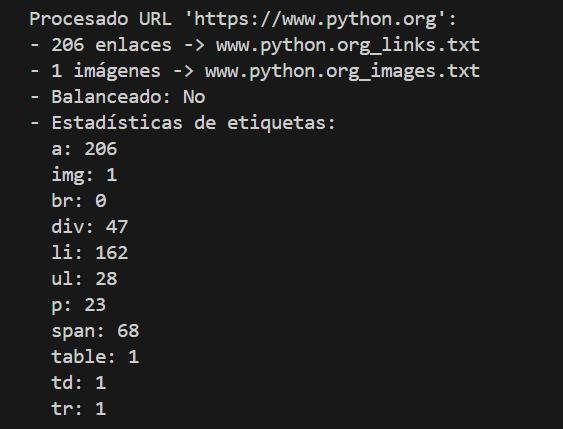 Procesado URL 'https://www.python.org':
- 206 enlaces -> www.python.org_links.txt
- 1 imágenes -> www.python.org_images.txt
- Balanceado: No
- Estadísticas de etiquetas:
  a: 206
  img: 1
  br: 0
  div: 47
  li: 162
  ul: 28
  p: 23
  span: 68
  table: 1
  td: 1
  tr: 1